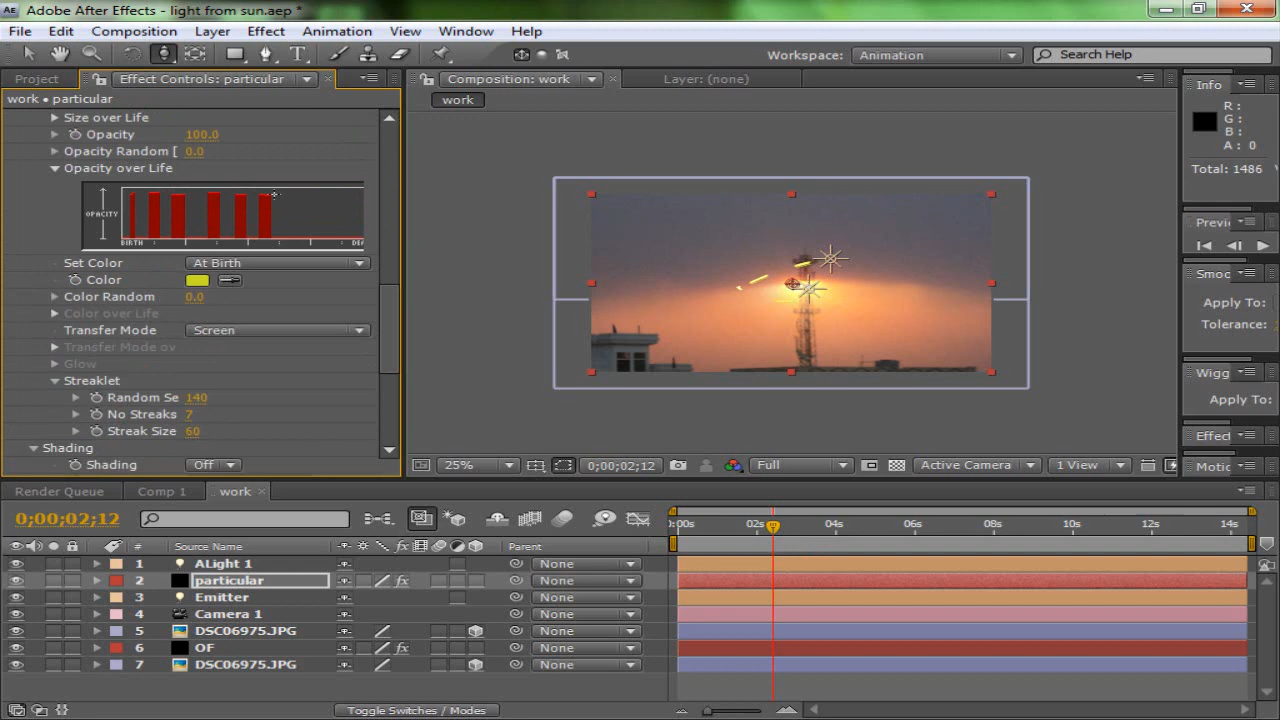 Adobe After Effects - light from sun.aep *
File Edit Composition Layer Effect Animation View Window Help
Workspace: Animation Search Help
Project Effect Controls: particular Composition: work Layer: (none) Info
work • particular
work
R :
G :
B :
A : 0
Total: 1486
Size over Life
Opacity 100.0
Opacity Random [ 0.0
Opacity over Life
OPACITY
BIRTH
Set Color At Birth
Color
Color Random 0.0
Color over Life
Transfer Mode Screen
Transfer Mode ov
Glow
Streaklet
Random Se 140
No Streaks 7
Streak Size 60
Shading
Shading Off
Previ
Smoc
Apply To:
Tolerance:
Wigg
Apply To:
Effect
Motic
25% 0;00;02;12 Full Active Camera 1 View
Render Queue Comp 1 work
0;00;02;12
:00s 02s 04s 06s 08s 10s 12s 14s
# Source Name Parent
1 ALight 1 None
2 particular None
3 Emitter None
4 Camera 1 None
5 DSC06975.JPG None
6 OF None
7 DSC06975.JPG None
Toggle Switches / Modes